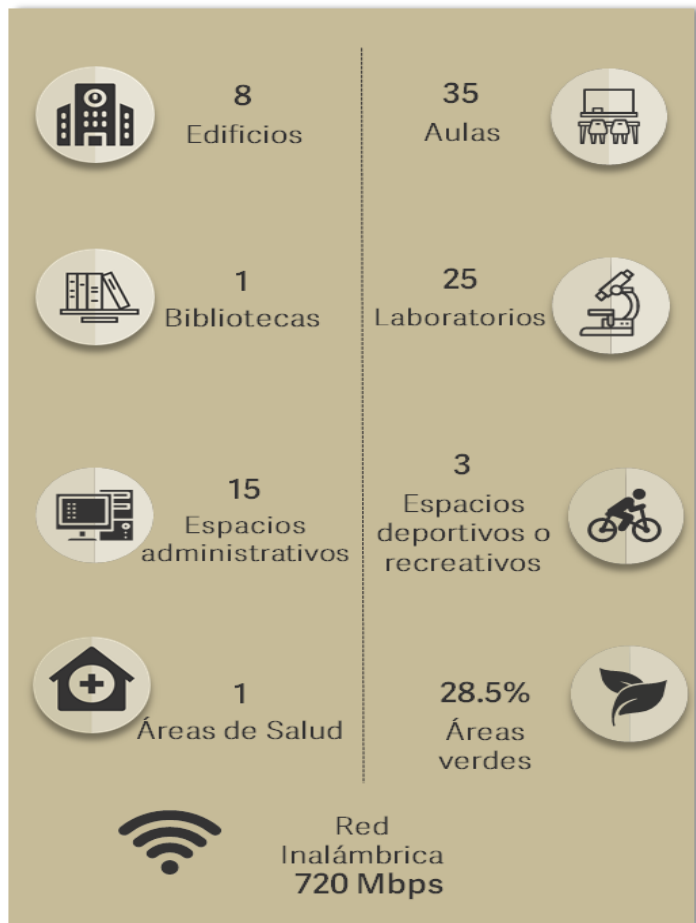 8
Edificios
35
Aulas
1
Bibliotecas
25
Laboratorios
15
Espacios
administrativos
3
Espacios
deportivos o
recreativos
1
Áreas de Salud
28.5%
Áreas
verdes
Red
Inalámbrica
720 Mbps